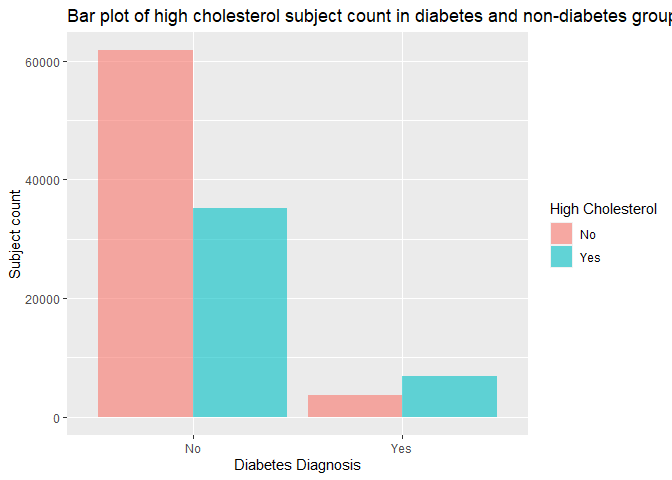 Bar plot of high cholesterol subject count in diabetes and non-diabetes group
60000
40000
20000
0
Subject count
No
Yes
Diabetes Diagnosis
High Cholesterol
No
Yes